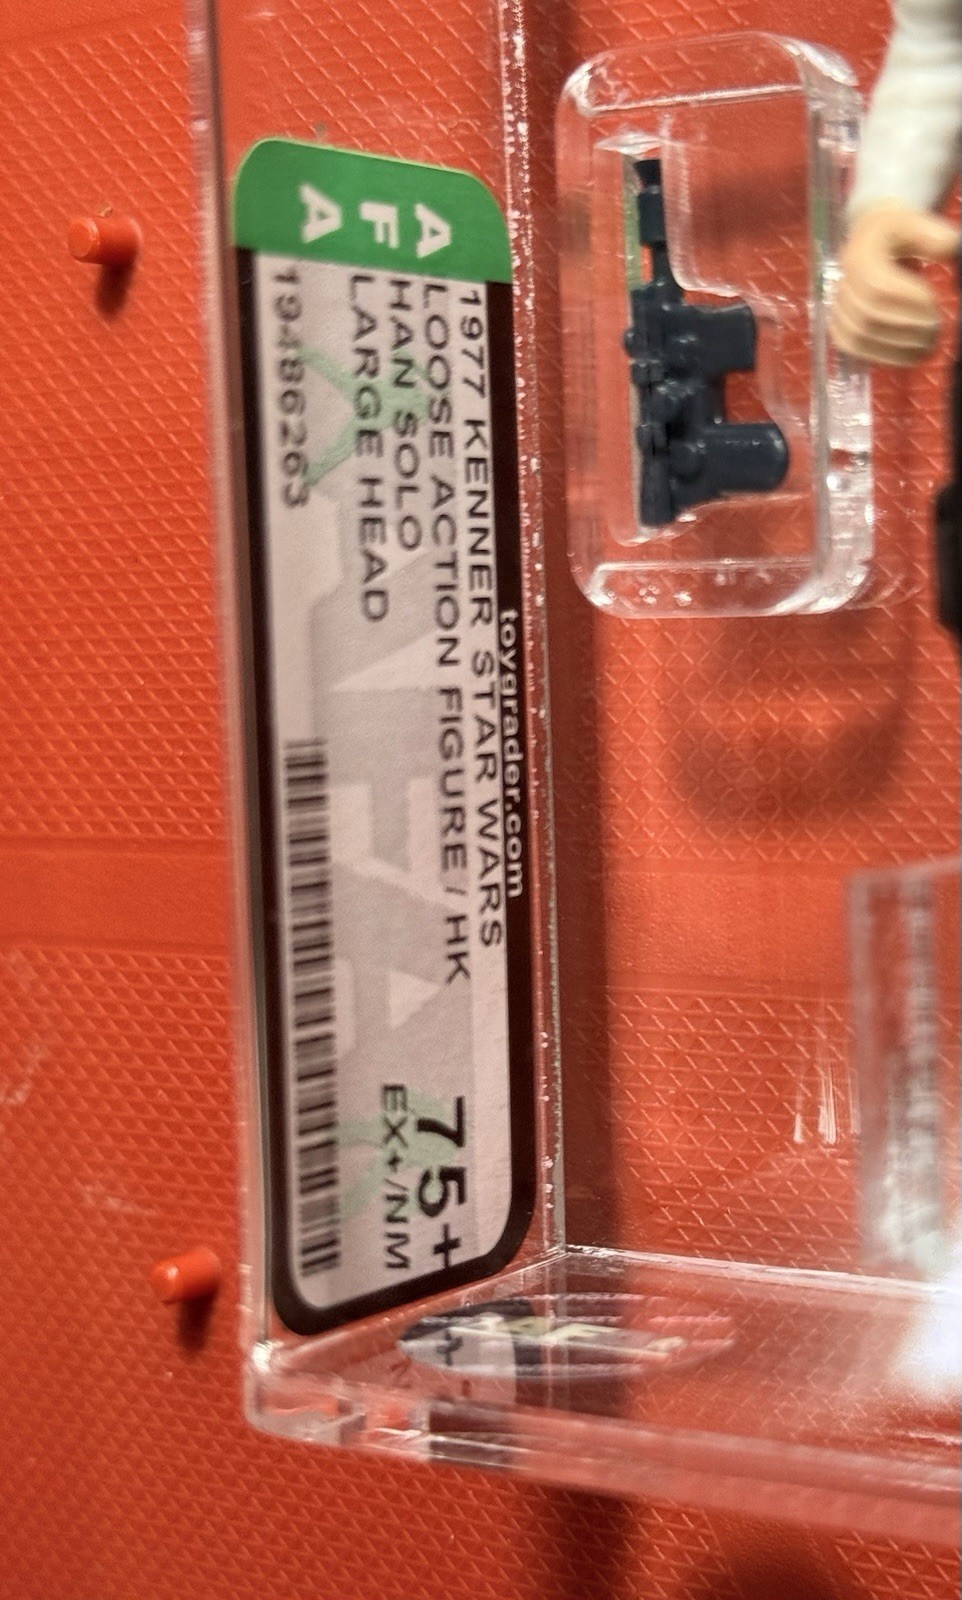 AFA
toygrader.com
1977 KENNER STAR WARS
LOOSE ACTION FIGURE / HK
HAN SOLO
LARGE HEAD
19486263
75+
EX+/NM